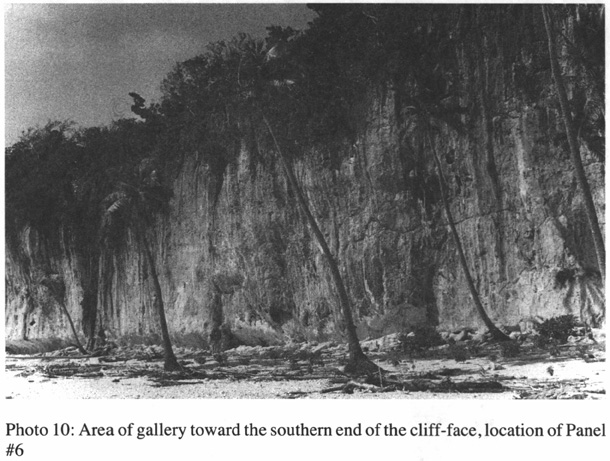 Photo 10: Area of gallery toward the southern end of the cliff-face, location of Panel
#6